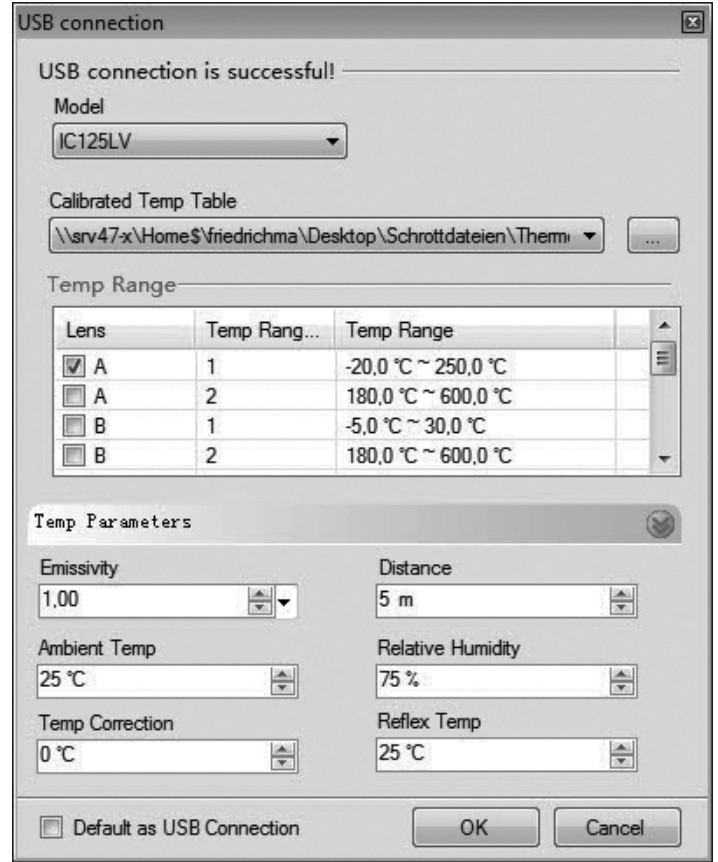 USB connection
USB connection is successful!
Model
IC125LV
Calibrated Temp Table
\\srv47-x\Home$\friedrichma\Desktop\Schrottdateien\Therm ...
Temp Range
Lens Temp Rang... Temp Range
A 1 -20,0 °C ~ 250,0 °C
A 2 180,0 °C ~ 600,0 °C
B 1 -5,0 °C ~ 30,0 °C
B 2 180,0 °C ~ 600,0 °C
Temp Parameters
Emissivity Distance
1,00 5 m
Ambient Temp Relative Humidity
25 °C 75 %
Temp Correction Reflex Temp
0 °C 25 °C
Default as USB Connection OK Cancel